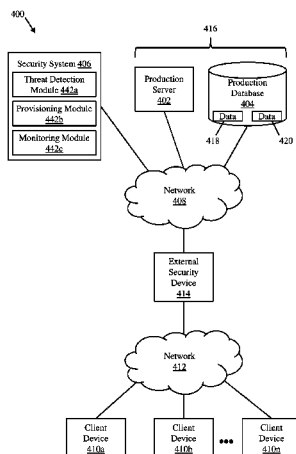 400
416
Security System 406
Threat Detection
Module 442a
Provisioning Module
442b
Monitoring Module
442c
Production
Server
402
Production
Database
404
Data
Data
418
420
Network
408
External
Security
Device
414
Network
412
Client
Device
410a
Client
Device
410b
Client
Device
410n